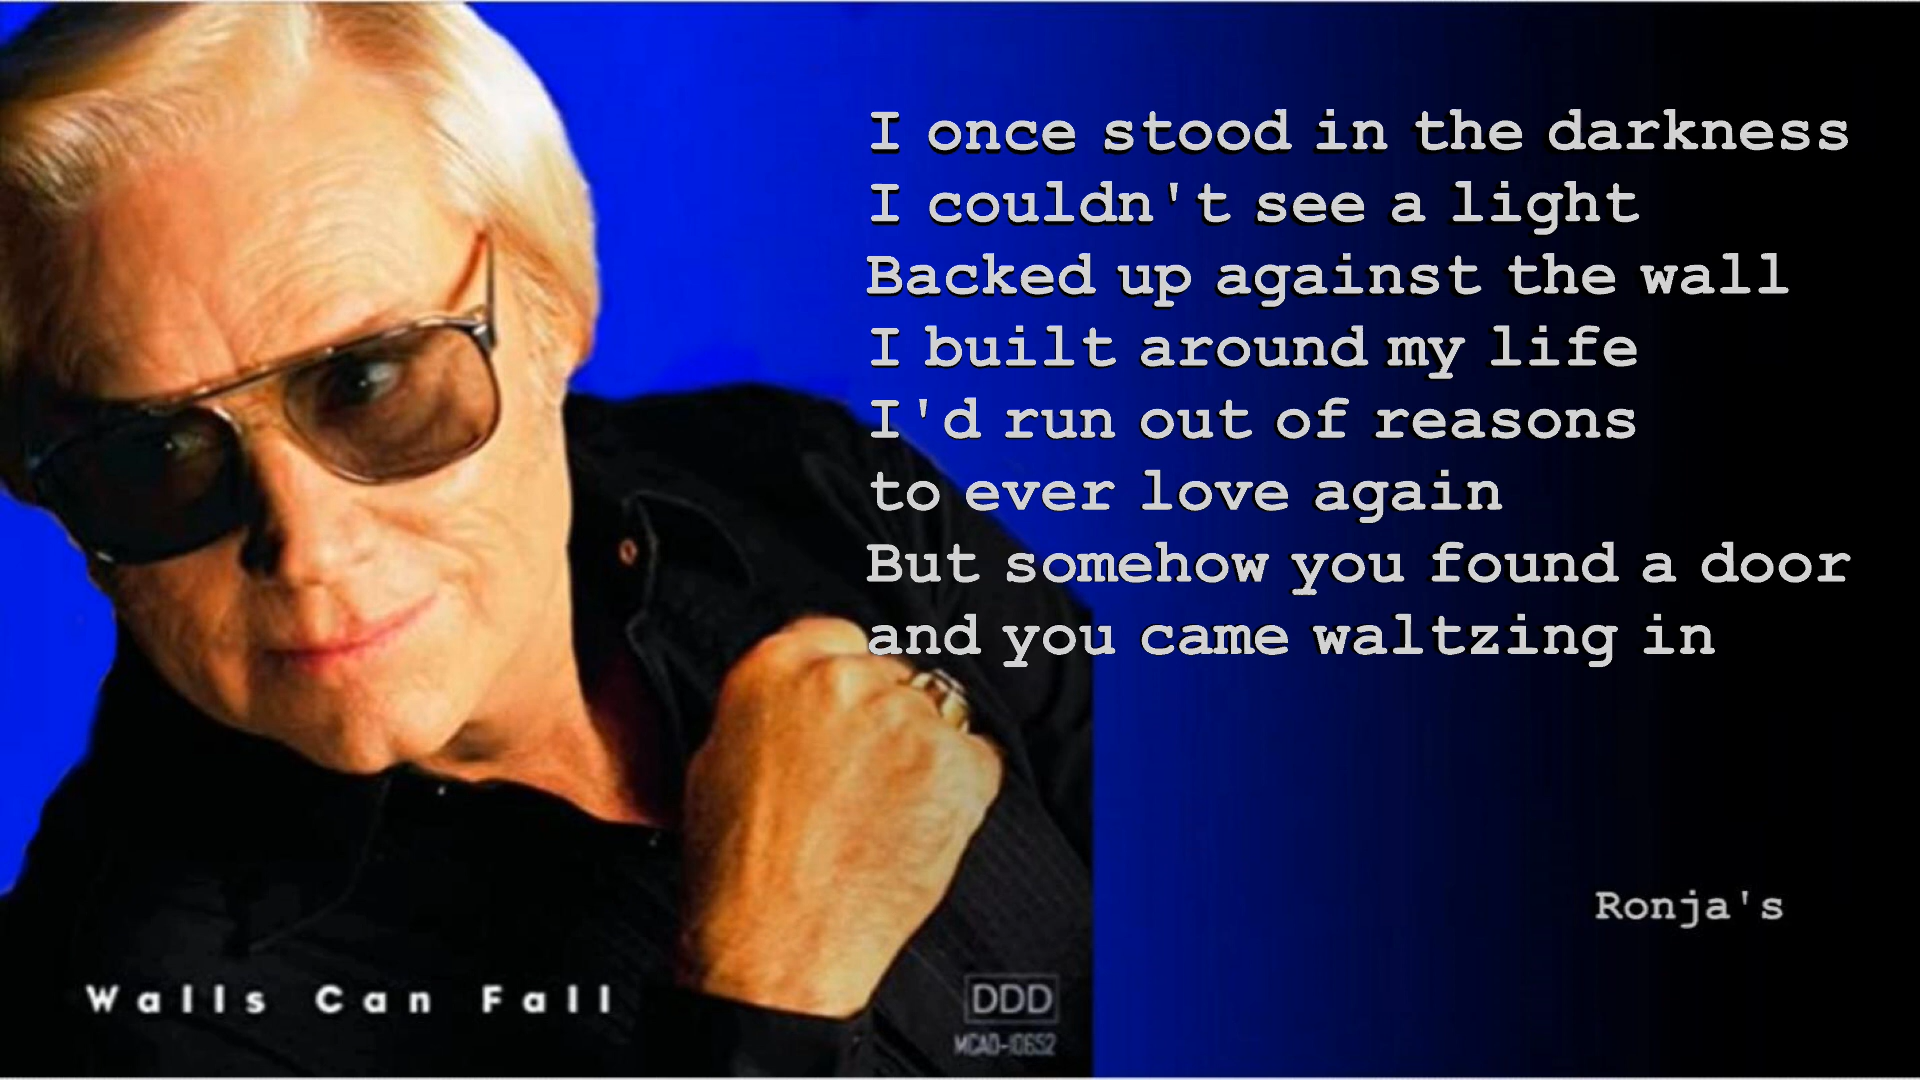 I once stood in the darkness
I couldn't see a light
Backed up against the wall
I built around my life
I'd run out of reasons
to ever love again
But somehow you found a door
and you came waltzing in
Ronja's
Walls Can Fall
DDD
MCAD-10652